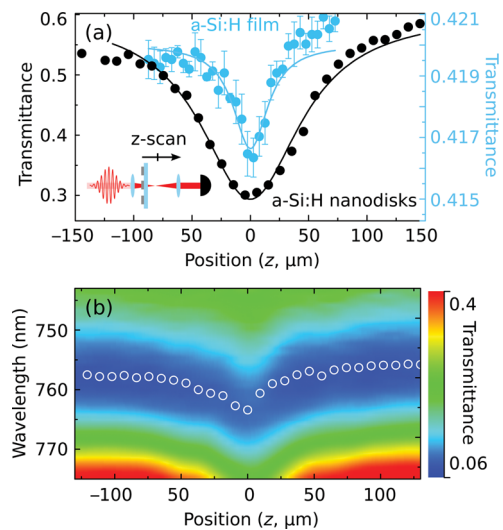 (a)
a-Si:H film
z-scan
a-Si:H nanodisks
Transmittance
0.6
0.5
0.4
0.3
Transmittance
0.421
0.419
0.417
0.415
−150 −100 −50 0 50 100 150
Position (z, μm)
(b)
Wavelength (nm)
750
760
770
−100 50 0 50 100
Position (z, μm)
0.4
Transmittance
0.06